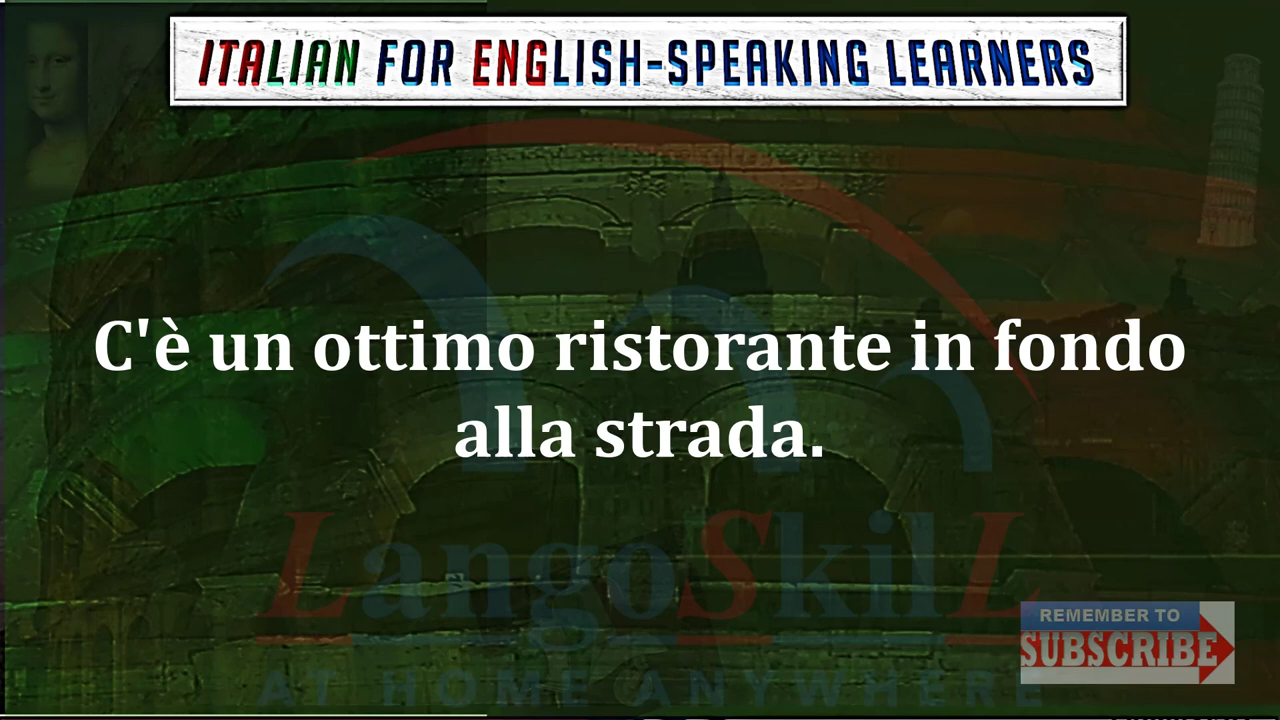 ITALIAN FOR ENGLISH-SPEAKING LEARNERS
C'è un ottimo ristorante in fondo
alla strada.
LangoSkilL
AT HOME ANYWHERE
REMEMBER TO
SUBSCRIBE